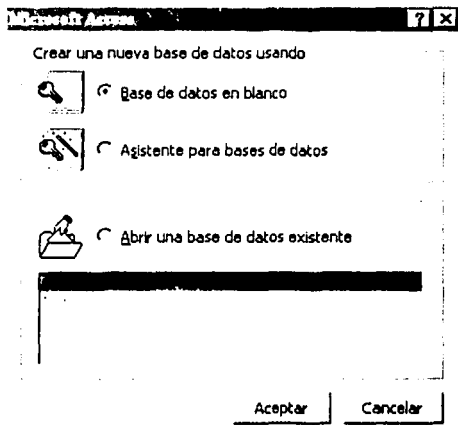 Microsoft Access
Crear una nueva base de datos usando
Base de datos en blanco
Asistente para bases de datos
Abrir una base de datos existente
Aceptar
Cancelar